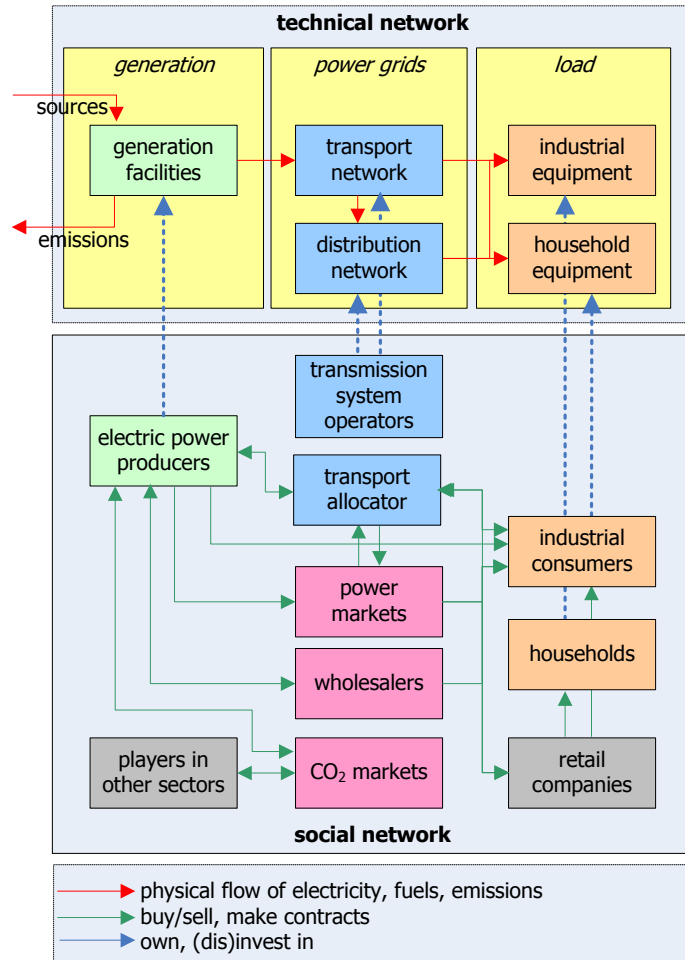 technical network
generation
power grids
load
sources
generation
facilities
transport
network
industrial
equipment
emissions
distribution
network
household
equipment
transmission
system
operators
electric power
producers
transport
allocator
industrial
consumers
power
markets
households
wholesalers
players in
other sectors
CO₂ markets
retail
companies
social network
physical flow of electricity, fuels, emissions
buy/sell, make contracts
own, (dis)invest in